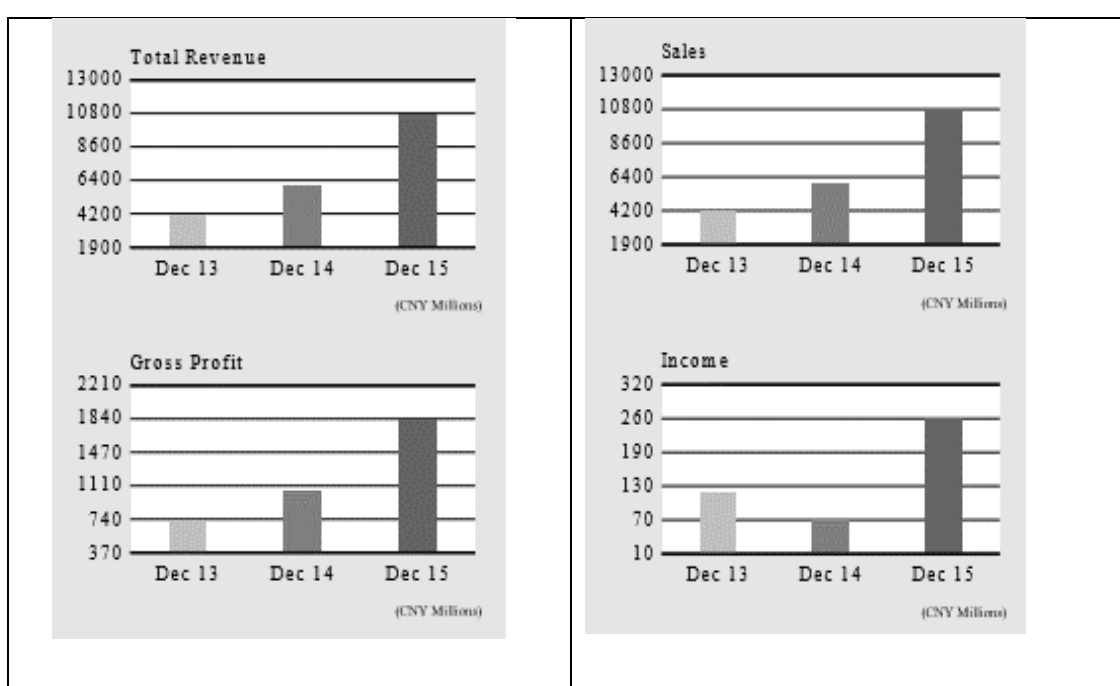 Total Revenue
13000
10800
8600
6400
4200
1900
Dec 13 Dec 14 Dec 15
(CNY Millions)
Gross Profit
2210
1840
1470
1110
740
370
Dec 13 Dec 14 Dec 15
(CNY Millions)
Sales
13000
10800
8600
6400
4200
1900
Dec 13 Dec 14 Dec 15
(CNY Millions)
Income
320
260
190
130
70
10
Dec 13 Dec 14 Dec 15
(CNY Millions)